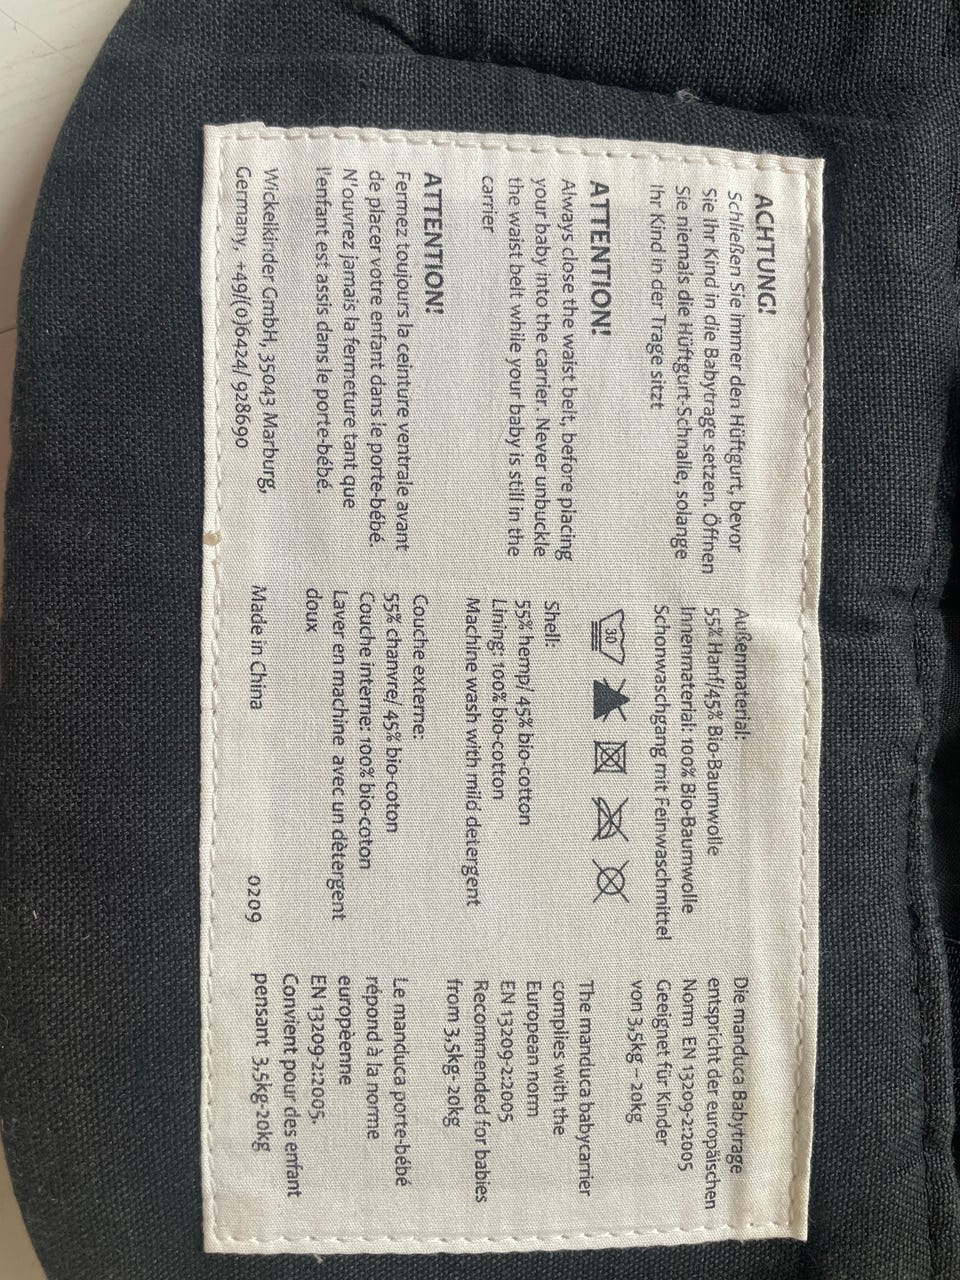 ACHTUNG!
Schließen Sie immer den Hüftgurt, bevor
Sie Ihr Kind in die Babytrage setzen. Öffnen
Sie niemals die Hüftgurt-Schnalle, solange
Ihr Kind in der Trage sitzt
ATTENTION!
Always close the waist belt, before placing
your baby into the carrier. Never unbuckle
the waist belt while your baby is still in the
carrier
ATTENTION!
Fermez toujours la ceinture ventrale avant
de placer votre enfant dans le porte-bébé.
N'ouvrez jamais la fermeture tant que
l'enfant est assis dans le porte-bébé.
Wickelkinder GmbH, 35043 Marburg,
Germany. +49/(0)6424/ 928690
Außenmaterial:
55% Hanf/45% Bio-Baumwolle
Innenmaterial: 100% Bio-Baumwolle
Schonwaschgang mit Feinwaschmittel
30
Shell:
55% hemp/ 45% bio-cotton
Lining: 100% bio-cotton
Machine wash with mild detergent
Couche externe:
55% chanvre/ 45% bio-coton
Couche interne: 100% bio-coton
Laver en machine avec un dètergent
doux
Made in China
0209
Die manduca Babytrage
entspricht der europäischen
Norm EN 13209-2:2005
Geeignet für Kinder
von 3,5kg – 20kg
The manduca babycarrier
complies with the
European norm
EN 13209-2:2005
Recommended for babies
from 3,5kg- 20kg
Le manduca porte-bébé
répond à la norme
europèenne
EN 13209-2:2005.
Convient pour des enfant
pensant 3,5kg-20kg